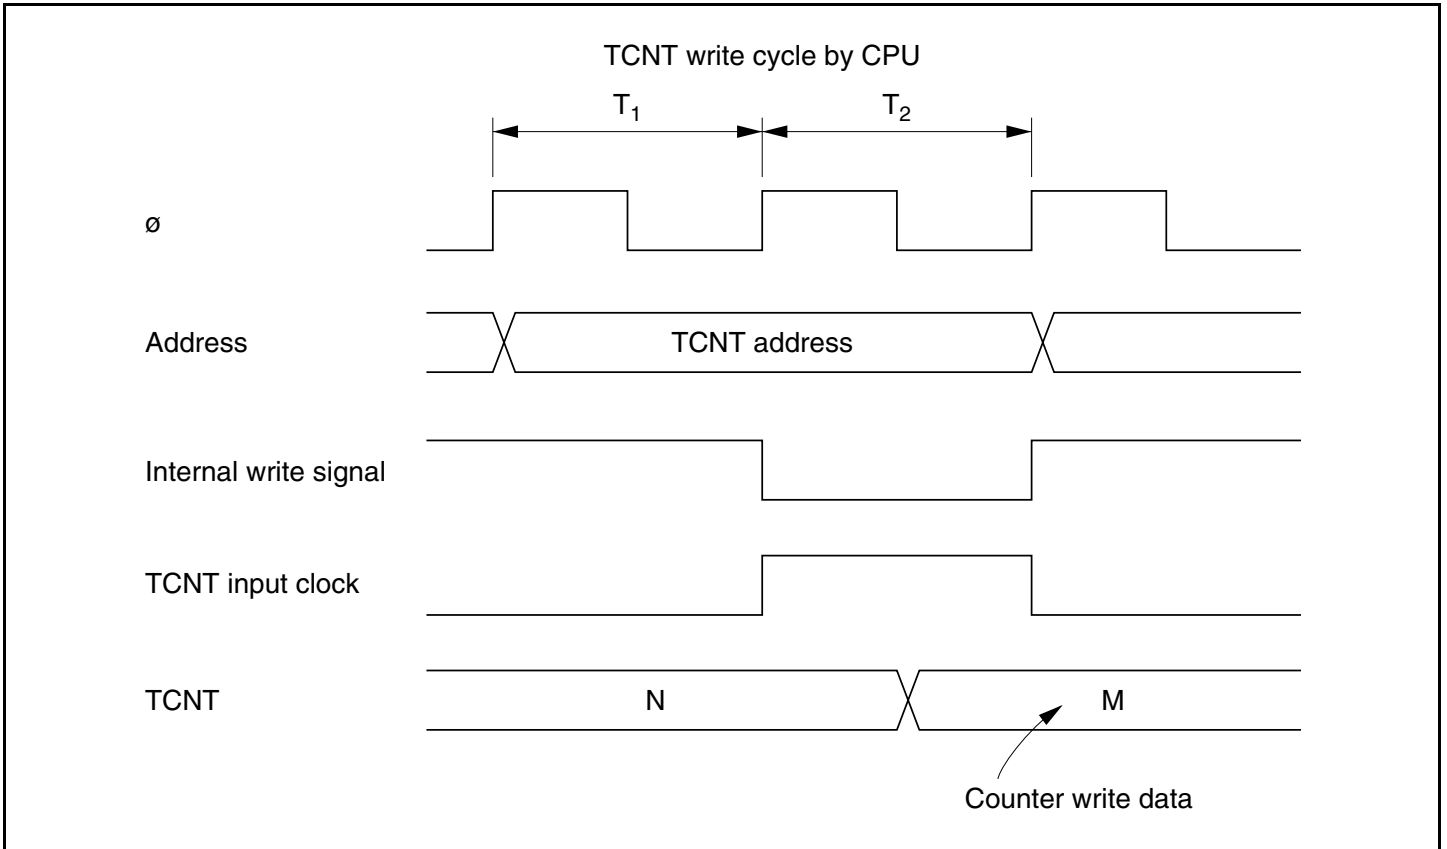 TCNT write cycle by CPU
T1 T2
ø
Address TCNT address
Internal write signal
TCNT input clock
TCNT N M
Counter write data